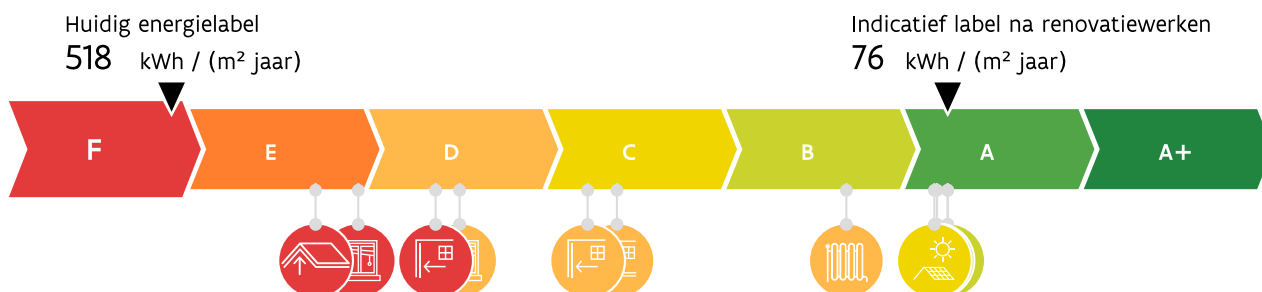 Huidig energielabel
518 kWh / (m² jaar)
Indicatief label na renovatiewerken
76 kWh / (m² jaar)
F E D C B A A+